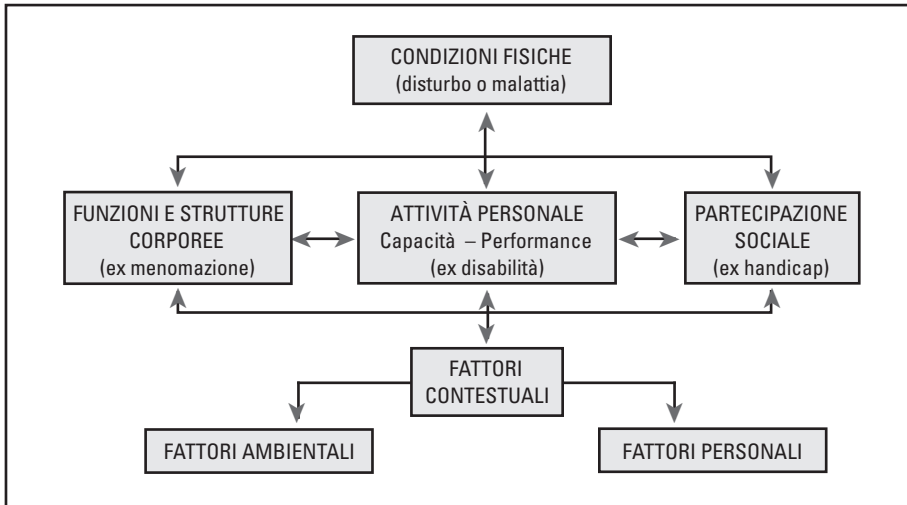 CONDIZIONI FISICHE
(disturbo o malattia)
FUNZIONI E STRUTTURE
CORPOREE
(ex menomazione)
ATTIVITÀ PERSONALE
Capacità – Performance
(ex disabilità)
PARTECIPAZIONE
SOCIALE
(ex handicap)
FATTORI
CONTESTUALI
FATTORI AMBIENTALI
FATTORI PERSONALI